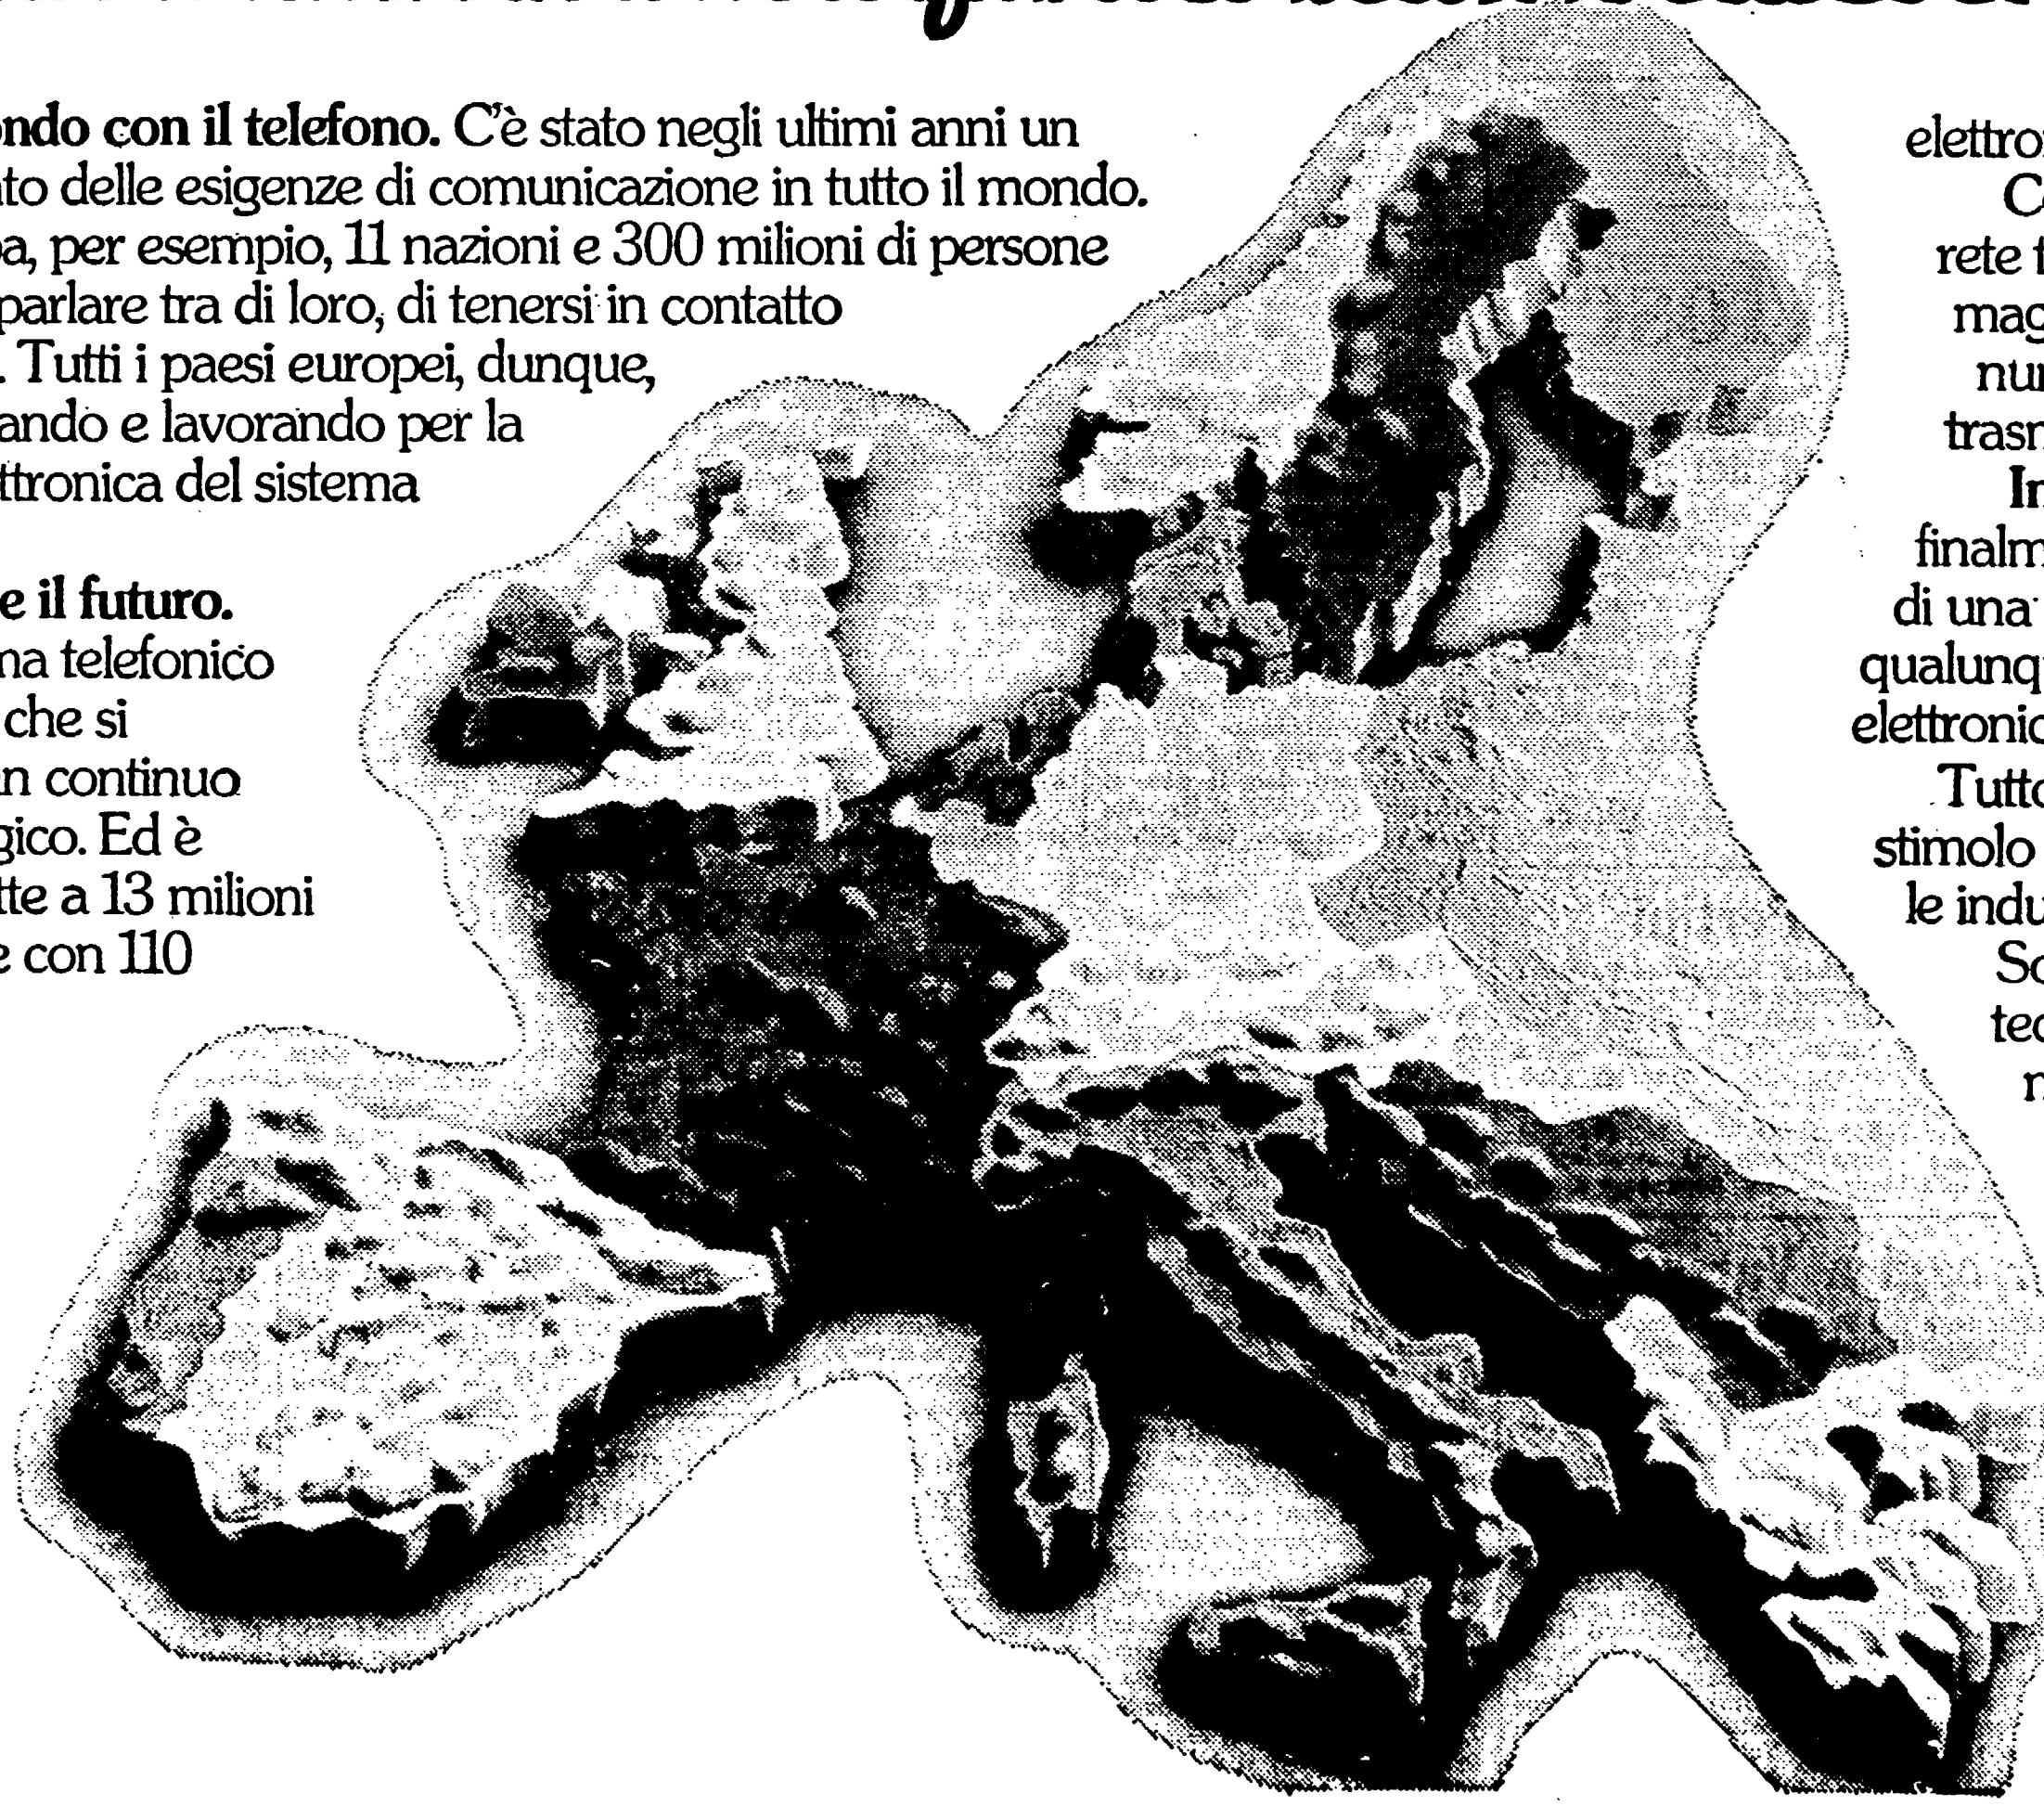 ndo con il telefono. C'è stato negli ultimi anni un
to delle esigenze di comunicazione in tutto il mondo.
a, per esempio, 11 nazioni e 300 milioni di persone
parlare tra di loro, di tenersi in contatto
. Tutti i paesi europei, dunque,
ando e lavorando per la
ttronica del sistema
e il futuro.
ma telefonico
che si
n continuo
gico. Ed è
tte a 13 milioni
e con 110
elettro
C
rete
mag
nu
trasm
In
finalm
di una
qualunq
elettronic
Tutto
stimolo
le indu
So
tec